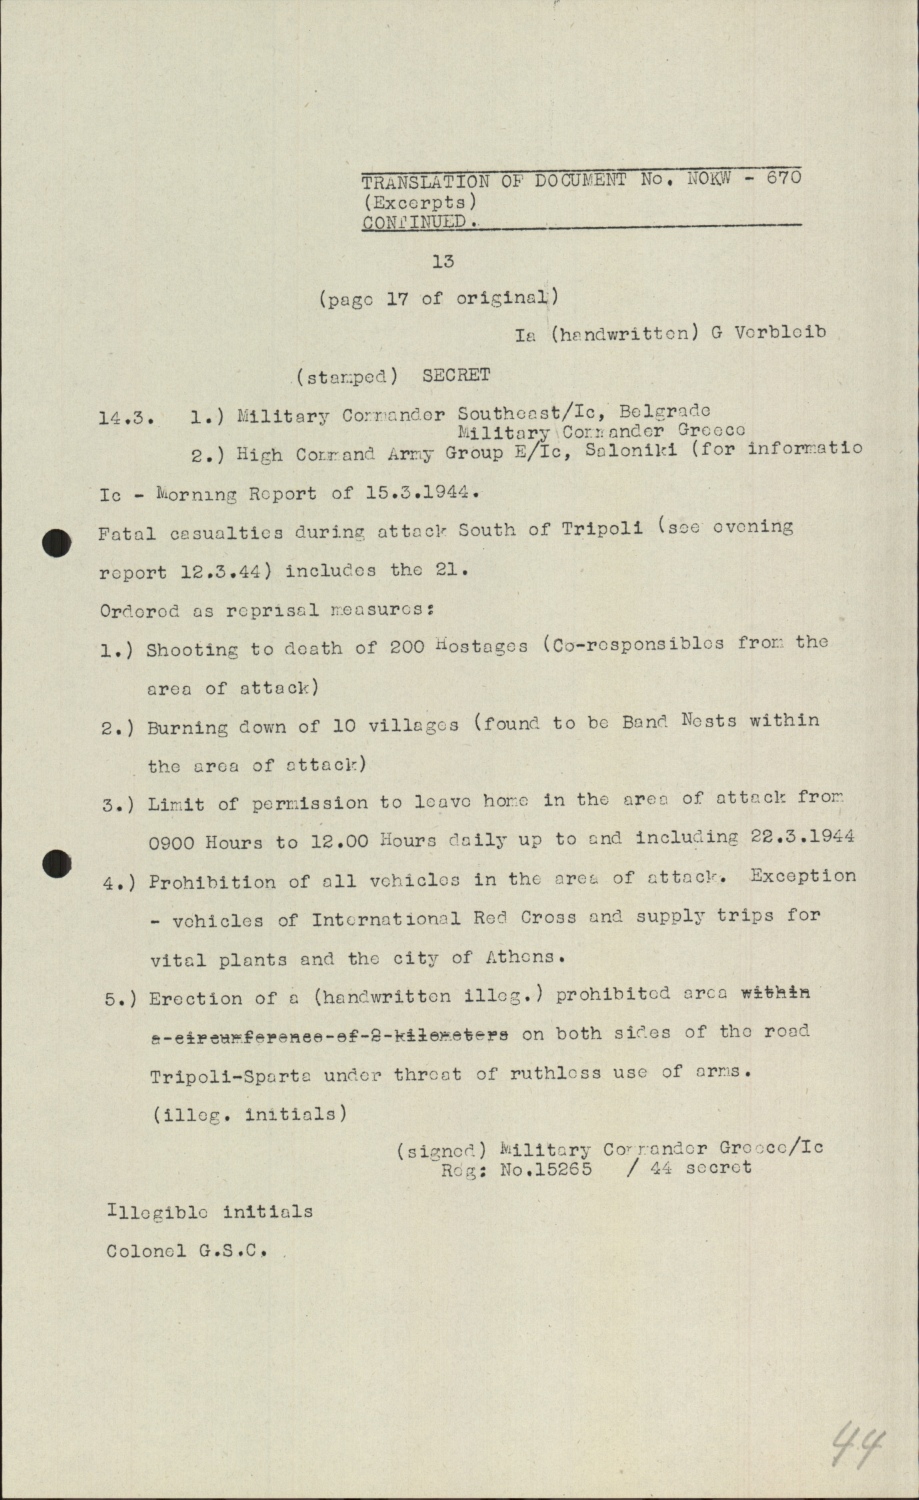 TRANSLATION OF DOCUMENT No. NOKW - 670
(Excerpts)
CONTINUED.
13
(page 17 of original)
Ia (handwritten) G Verbleib
(stamped) SECRET
14.3. 1.) Military Commander Southeast/Ic, Belgrade
Military Commander Greece
2.) High Command Army Group E/Ic, Saloniki (for informatio
Ic - Morning Report of 15.3.1944.
Fatal casualties during attack South of Tripoli (see evening
report 12.3.44) includes the 21.
Ordered as reprisal measures:
1.) Shooting to death of 200 Hostages (Co-responsibles from the
area of attack)
2.) Burning down of 10 villages (found to be Band Nests within
the area of attack)
3.) Limit of permission to leave home in the area of attack from
0900 Hours to 12.00 Hours daily up to and including 22.3.1944
4.) Prohibition of all vehicles in the area of attack. Exception
- vehicles of International Red Cross and supply trips for
vital plants and the city of Athens.
5.) Erection of a (handwritten illeg.) prohibited area within
a-circumference-of-2-kilometers on both sides of the road
Tripoli-Sparta under threat of ruthless use of arms.
(illeg. initials)
(signed) Military Commander Greece/Ic
Rdg: No.15265 / 44 secret
Illegible initials
Colonel G.S.C.
44